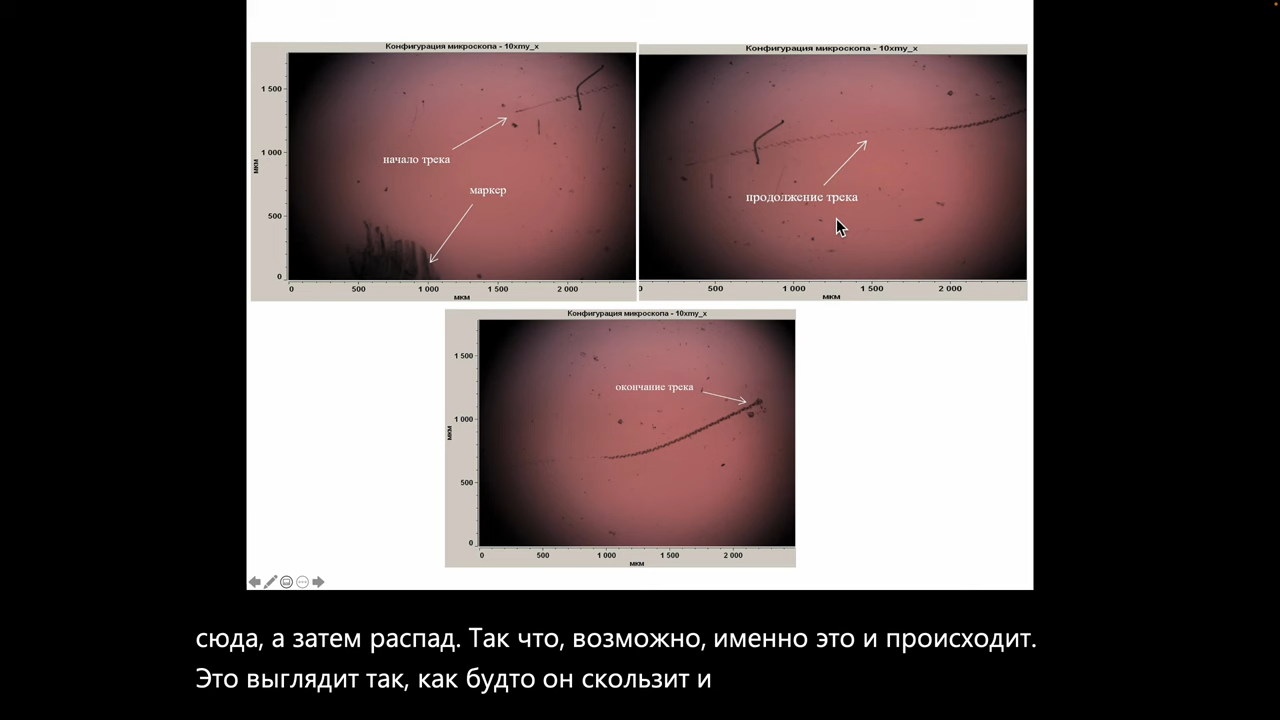 Конфигурация микроскопа - 10xmy_x
1 500
1 000
500
0
мкм
начало трека
маркер
0 500 1 000 1 500 2 000
мкм
Конфигурация микроскопа - 10xmy_x
продолжение трека
0 500 1 000 1 500 2 000
мкм
Конфигурация микроскопа - 10xmy_x
1 500
1 000
500
0
мкм
окончание трека
0 500 1 000 1 500 2 000
мкм
сюда, а затем распад. Так что, возможно, именно это и происходит.
Это выглядит так, как будто он скользит и